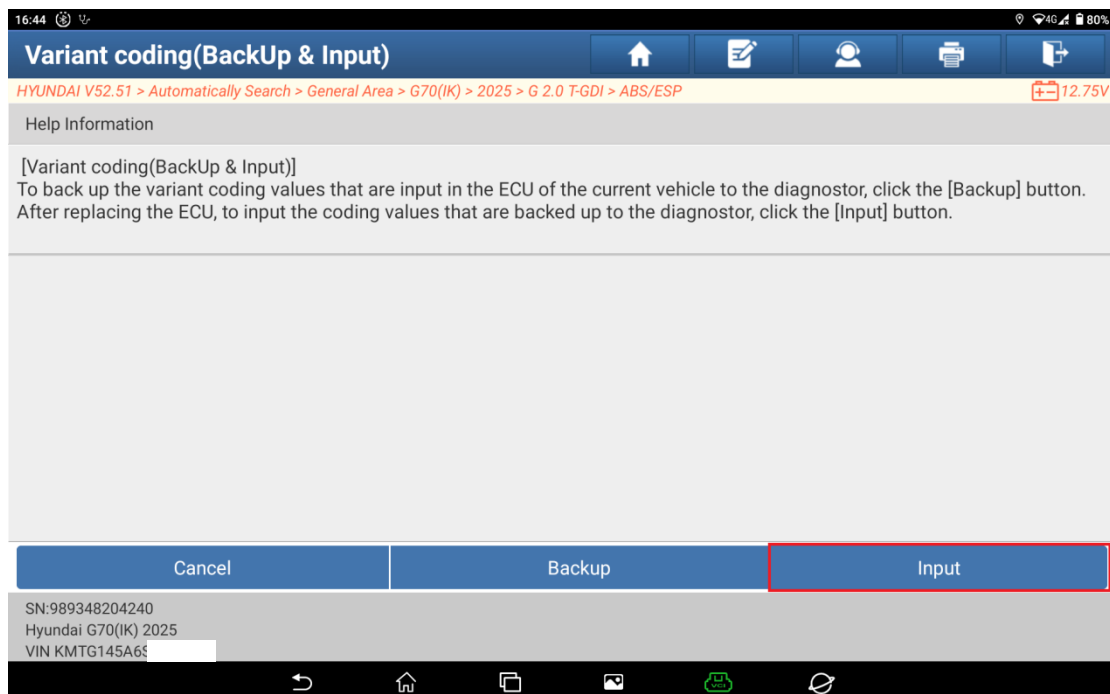 16:44
4G 80%
Variant coding(BackUp & Input)
HYUNDAI V52.51 > Automatically Search > General Area > G70(IK) > 2025 > G 2.0 T-GDI > ABS/ESP
12.75V
Help Information
[Variant coding(BackUp & Input)]
To back up the variant coding values that are input in the ECU of the current vehicle to the diagnostor, click the [Backup] button.
After replacing the ECU, to input the coding values that are backed up to the diagnostor, click the [Input] button.
Cancel
Backup
Input
SN:989348204240
Hyundai G70(IK) 2025
VIN KMTG145A6S
VCI